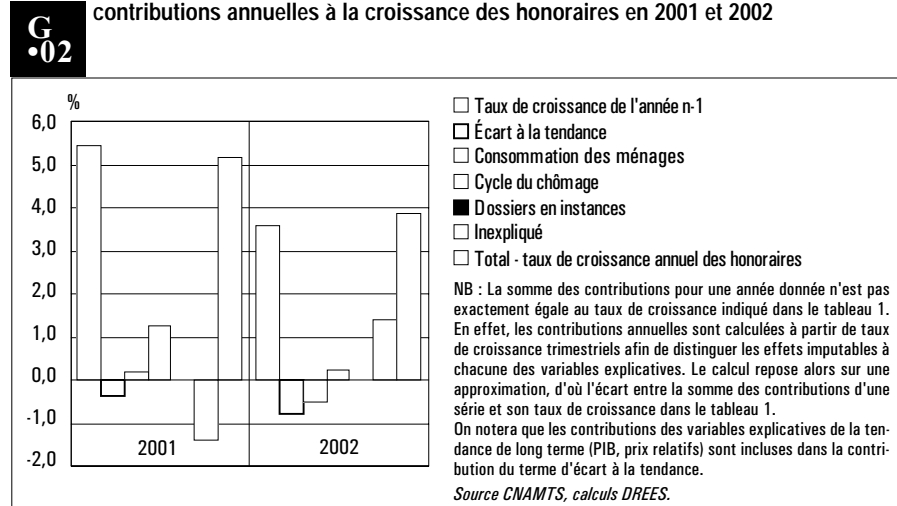 G
•02
contributions annuelles à la croissance des honoraires en 2001 et 2002
%
6,0
5,0
4,0
3,0
2,0
1,0
0,0
-1,0
-2,0
2001
2002
Taux de croissance de l'année n-1
Écart à la tendance
Consommation des ménages
Cycle du chômage
Dossiers en instances
Inexpliqué
Total - taux de croissance annuel des honoraires
NB : La somme des contributions pour une année donnée n'est pas
exactement égale au taux de croissance indiqué dans le tableau 1.
En effet, les contributions annuelles sont calculées à partir de taux
de croissance trimestriels afin de distinguer les effets imputables à
chacune des variables explicatives. Le calcul repose alors sur une
approximation, d'où l'écart entre la somme des contributions d'une
série et son taux de croissance dans le tableau 1.
On notera que les contributions des variables explicatives de la ten-
dance de long terme (PIB, prix relatifs) sont incluses dans la contri-
bution du terme d'écart à la tendance.
Source CNAMTS, calculs DREES.